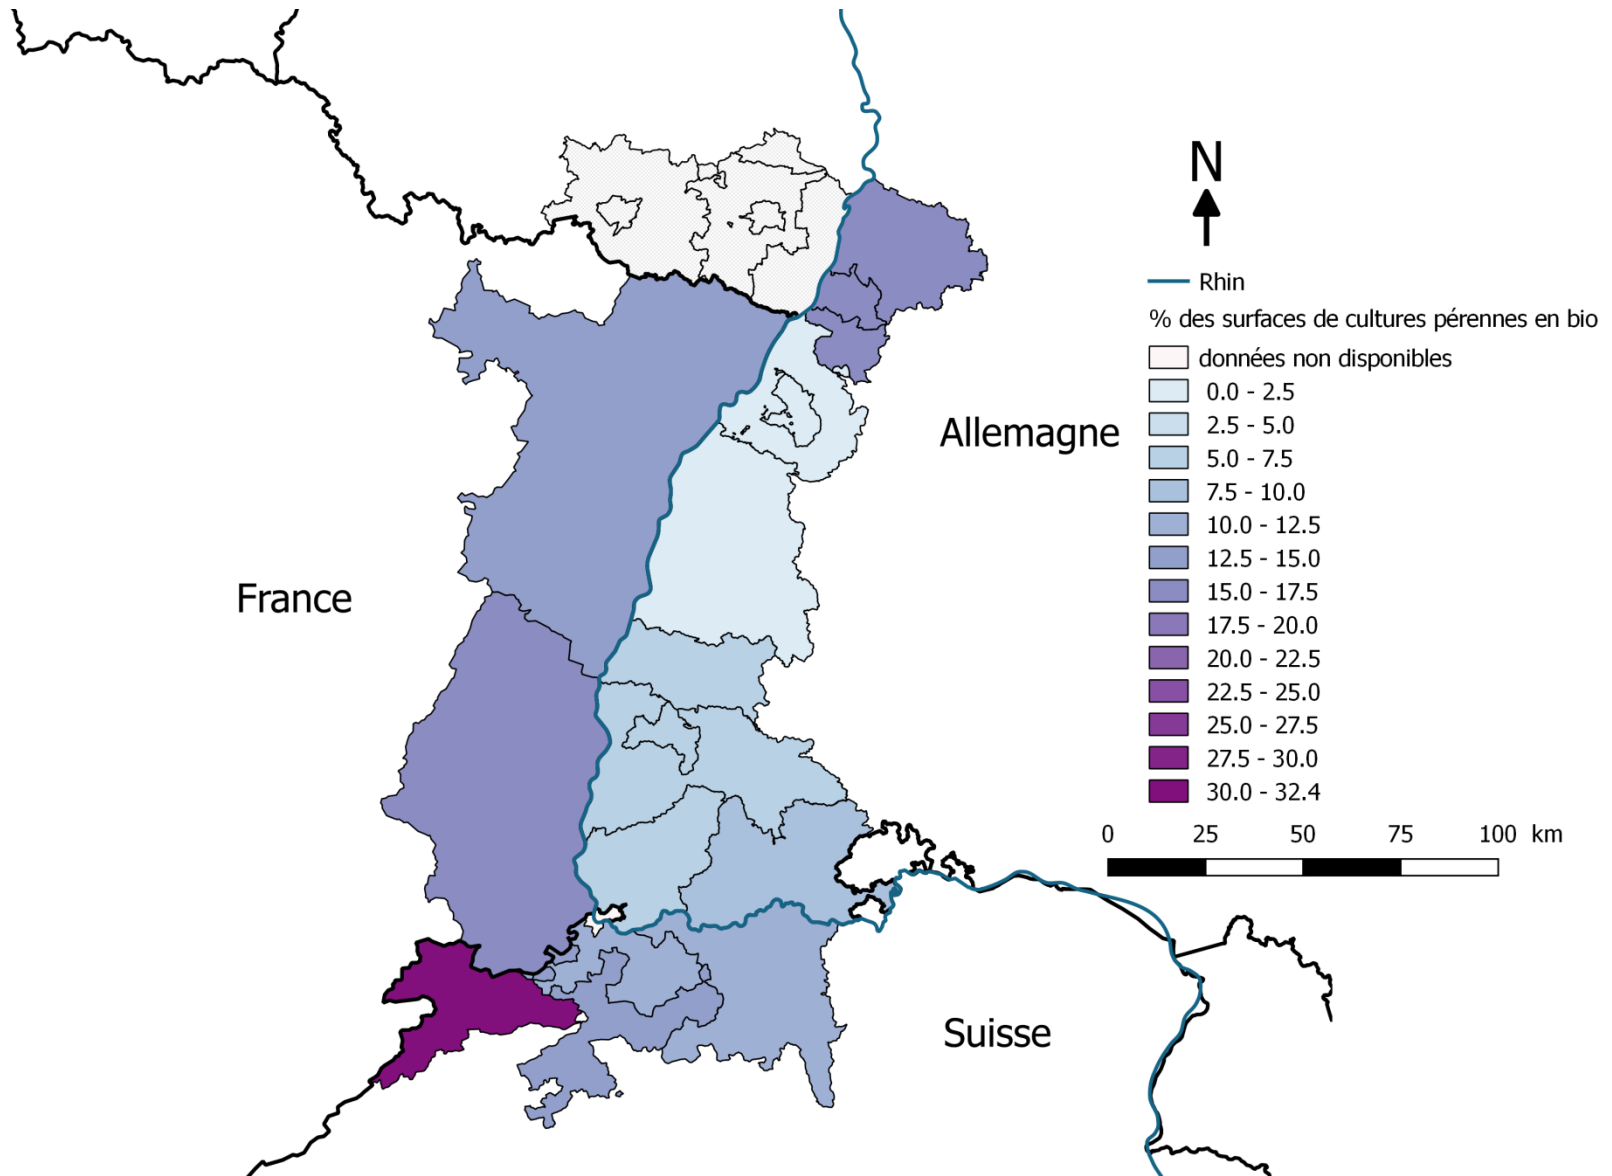 N
Rhin
% des surfaces de cultures pérennes en bio
données non disponibles
0.0 - 2.5
2.5 - 5.0
5.0 - 7.5
7.5 - 10.0
10.0 - 12.5
12.5 - 15.0
15.0 - 17.5
17.5 - 20.0
20.0 - 22.5
22.5 - 25.0
25.0 - 27.5
27.5 - 30.0
30.0 - 32.4
0 25 50 75 100 km
Allemagne
France
Suisse